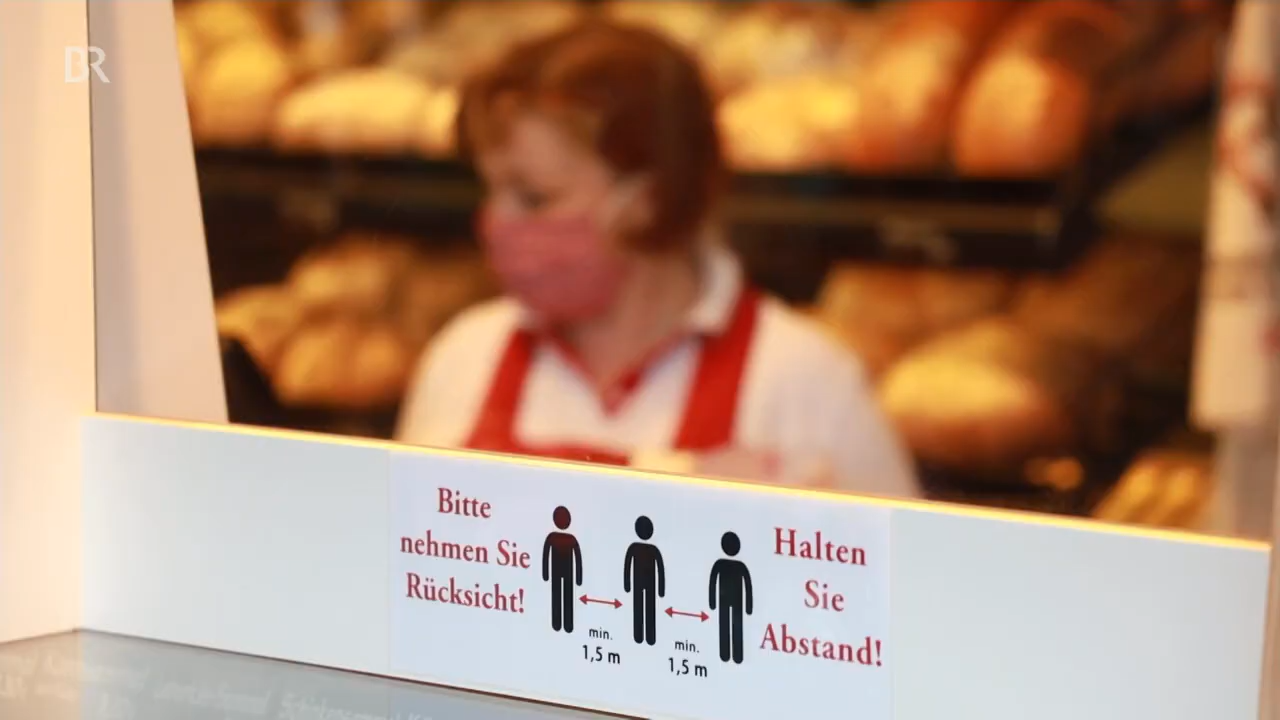 BR
Bitte
nehmen Sie
Rücksicht!
min.
1,5 m
min.
1,5 m
Halten
Sie
Abstand!